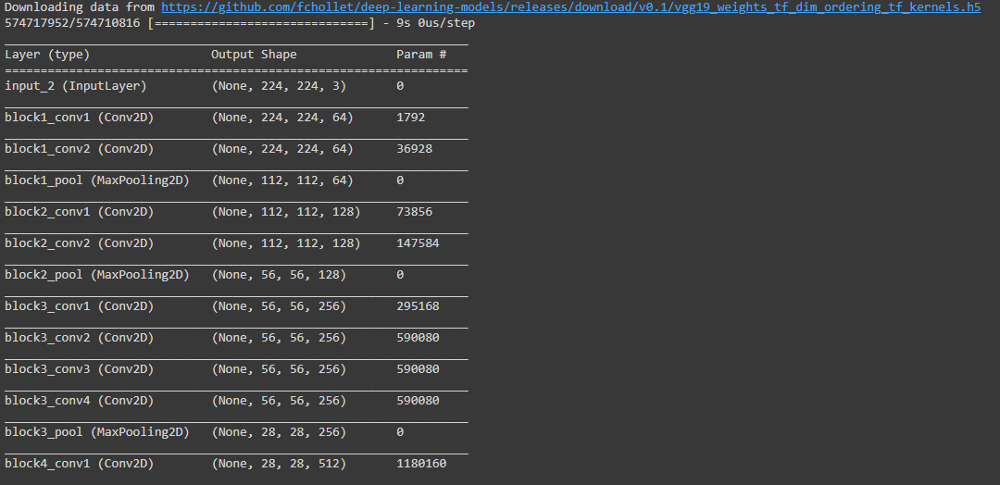 Downloading data from https://github.com/fchollet/deep-learning-models/releases/download/v0.1/vgg19_weights_tf_dim_ordering_tf_kernels.h5
574717952/574710816 [==============================] - 9s 0us/step
_________________________________________________________________
Layer (type)                 Output Shape              Param #
=================================================================
input_2 (InputLayer)         (None, 224, 224, 3)       0
_________________________________________________________________
block1_conv1 (Conv2D)        (None, 224, 224, 64)      1792
_________________________________________________________________
block1_conv2 (Conv2D)        (None, 224, 224, 64)      36928
_________________________________________________________________
block1_pool (MaxPooling2D)   (None, 112, 112, 64)      0
_________________________________________________________________
block2_conv1 (Conv2D)        (None, 112, 112, 128)     73856
_________________________________________________________________
block2_conv2 (Conv2D)        (None, 112, 112, 128)     147584
_________________________________________________________________
block2_pool (MaxPooling2D)   (None, 56, 56, 128)       0
_________________________________________________________________
block3_conv1 (Conv2D)        (None, 56, 56, 256)       295168
_________________________________________________________________
block3_conv2 (Conv2D)        (None, 56, 56, 256)       590080
_________________________________________________________________
block3_conv3 (Conv2D)        (None, 56, 56, 256)       590080
_________________________________________________________________
block3_conv4 (Conv2D)        (None, 56, 56, 256)       590080
_________________________________________________________________
block3_pool (MaxPooling2D)   (None, 28, 28, 256)       0
_________________________________________________________________
block4_conv1 (Conv2D)        (None, 28, 28, 512)       1180160